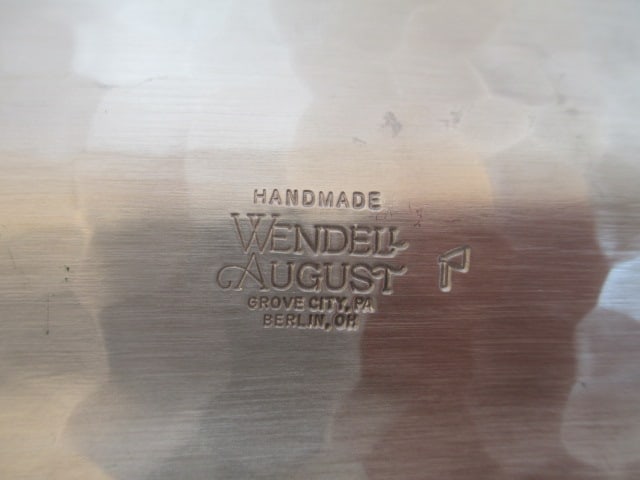 HANDMADE
WENDELL
AUGUST
GROVE CITY, PA
BERLIN, OH